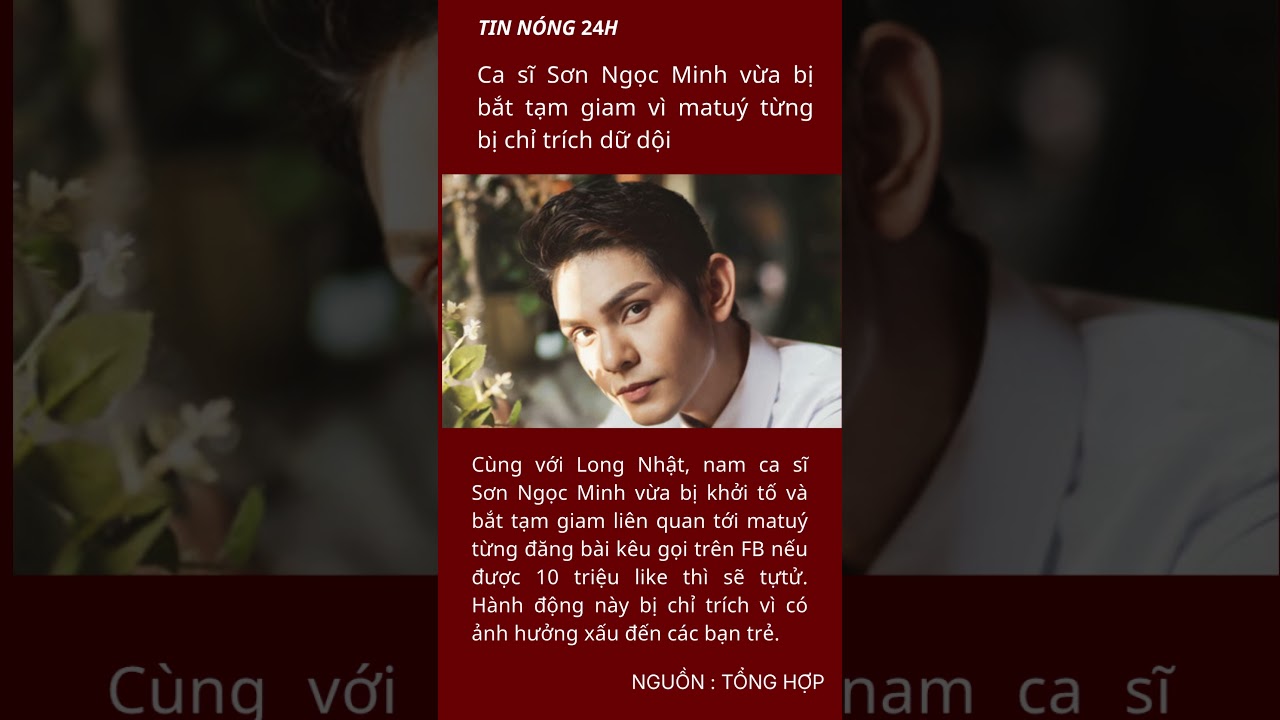 TIN NÓNG 24H
Ca sĩ Sơn Ngọc Minh vừa bị
bắt tạm giam vì matuý từng
bị chỉ trích dữ dội
Cùng với Long Nhật, nam ca sĩ
Sơn Ngọc Minh vừa bị khởi tố và
bắt tạm giam liên quan tới matuý
từng đăng bài kêu gọi trên FB nếu
được 10 triệu like thì sẽ tựtử.
Hành động này bị chỉ trích vì có
ảnh hưởng xấu đến các bạn trẻ.
NGUỒN : TỔNG HỢP
Cùng với
nam ca sĩ